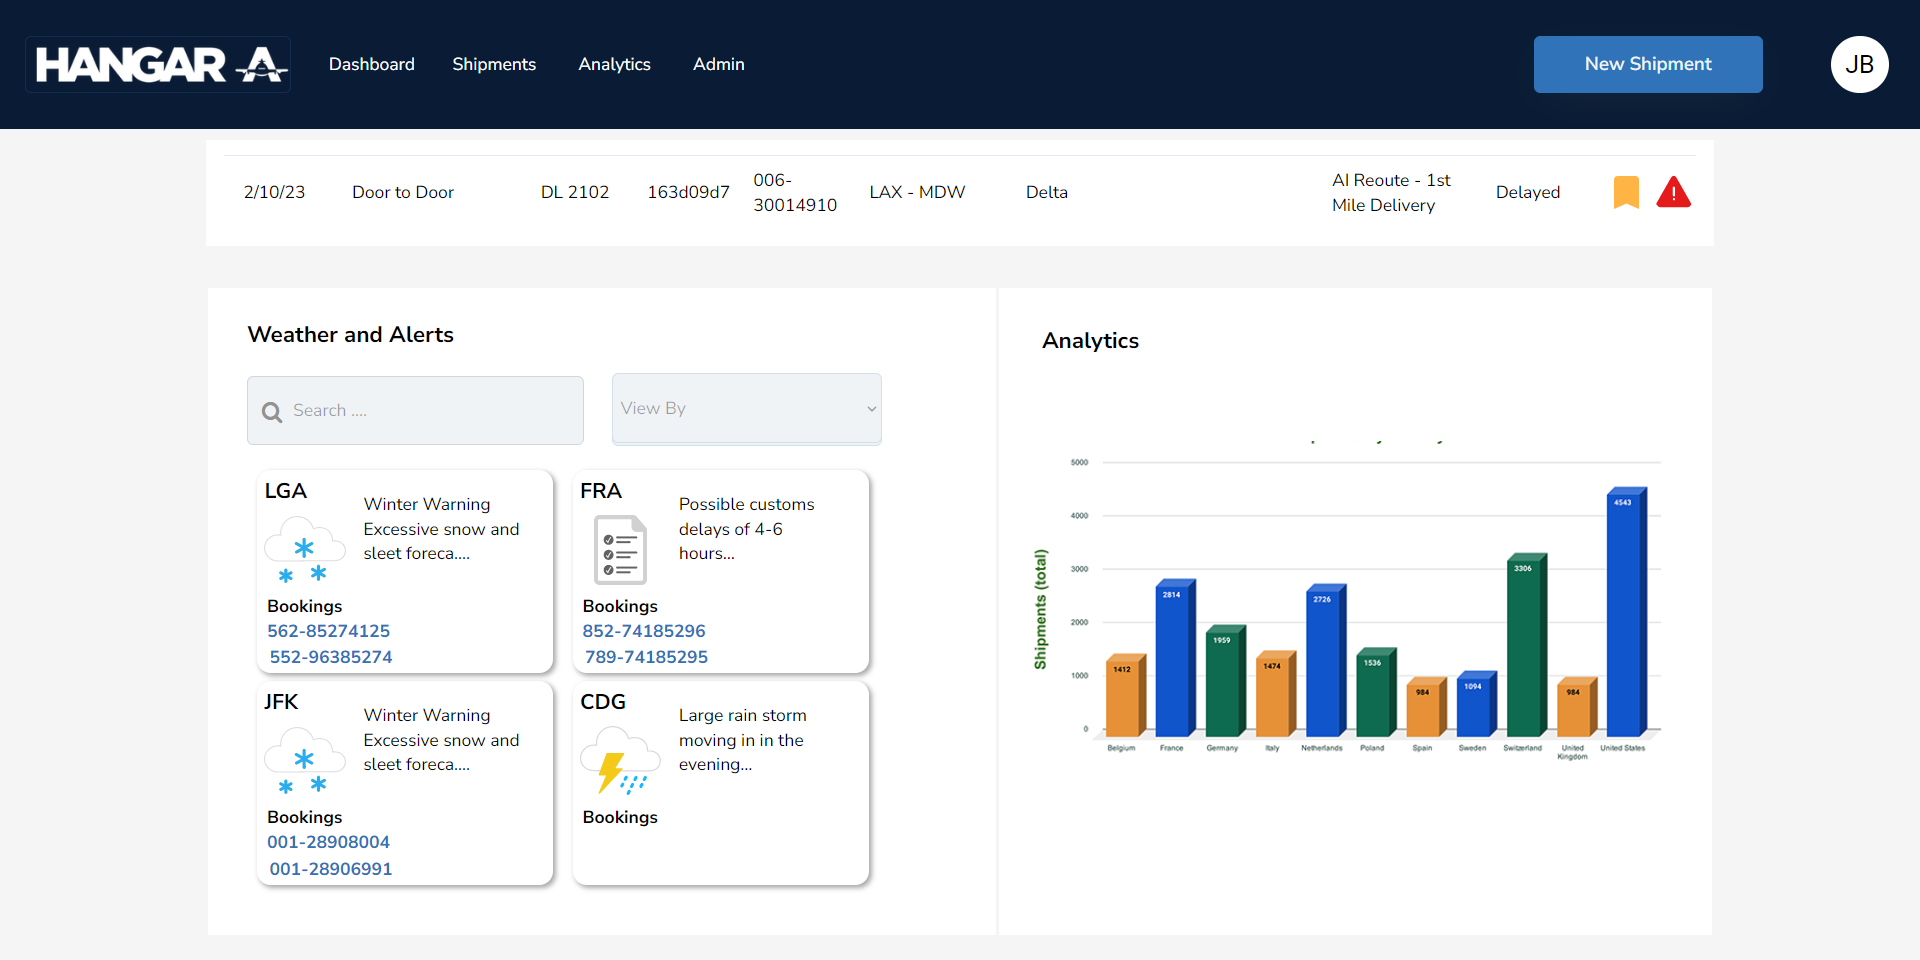 HANGAR A
Dashboard
Shipments
Analytics
Admin
New Shipment
JB
2/10/23
Door to Door
DL 2102
163d09d7
006-
30014910
LAX - MDW
Delta
AI Reoute - 1st
Mile Delivery
Delayed
Weather and Alerts
Search ....
View By
LGA
Winter Warning
Excessive snow and
sleet foreca....
Bookings
562-85274125
552-96385274
FRA
Possible customs
delays of 4-6
hours...
Bookings
852-74185296
789-74185295
JFK
Winter Warning
Excessive snow and
sleet foreca....
Bookings
001-28908004
001-28906991
CDG
Large rain storm
moving in in the
evening...
Bookings
Analytics
Shipments (total)
5000
4000
3000
2000
1000
0
1412
2814
1959
1474
2726
1536
984
1094
3306
984
4543
Belgium
France
Germany
Italy
Netherlands
Poland
Spain
Sweden
Switzerland
United
Kingdom
United States